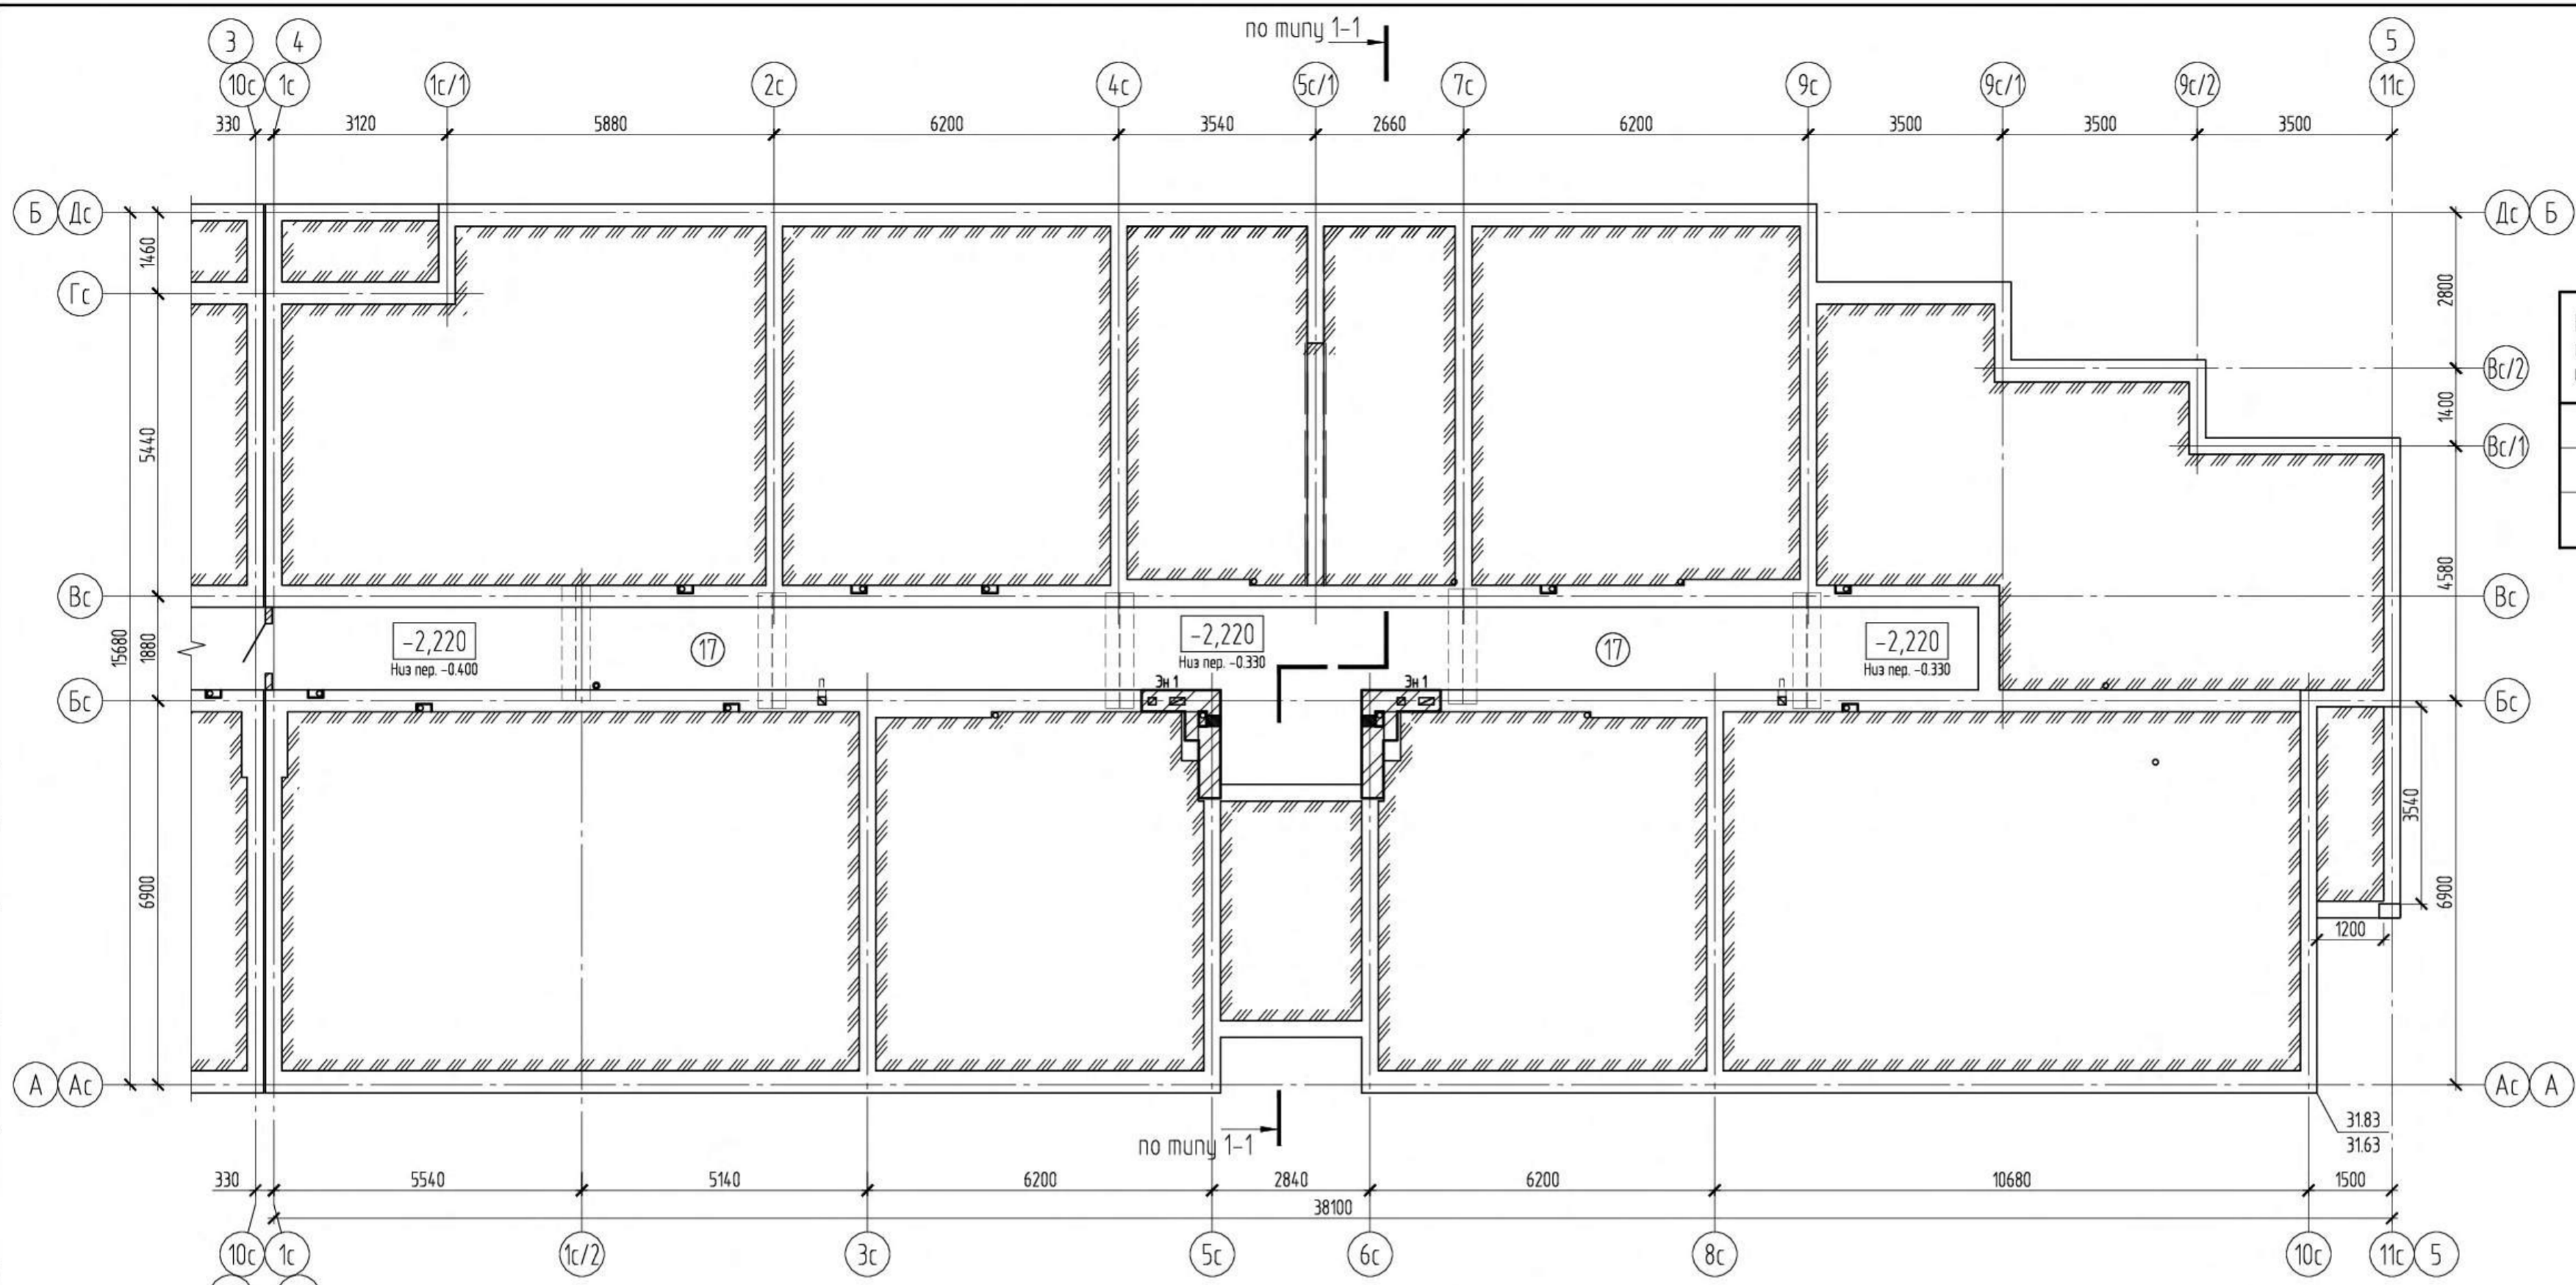 по типу 1-1
3 4 5
10с 1с 1с/1 2с 4с 5с/1 7с 9с 9с/1 9с/2 11с
330 3120 5880 6200 3540 2660 6200 3500 3500 3500
Б Дс Дс Б
1460
Гс
2800
Вс/2
1400
5440
Вс/1
4580
Вс Вс
15680
1880
-2,220
Низ пер. -0.400
17
-2,220
Низ пер. -0.330
17
-2,220
Низ пер. -0.330
П П
Эн 1 Эн 1
Бс Бс
3540
6900 6900
1200
А Ас Ас А
31.83
31.63
по типу 1-1
330 5540 5140 6200 2840 6200 10680 1500
38100
10с 1с 1с/2 3с 5с 6с 8с 10с 11с 5